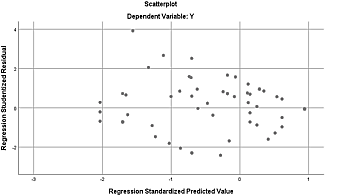 Scatterplot
Dependent Variable: Y
Regression Studentized Residual
4
2
0
-2
-3
-2
-1
0
1
Regression Standardized Predicted Value